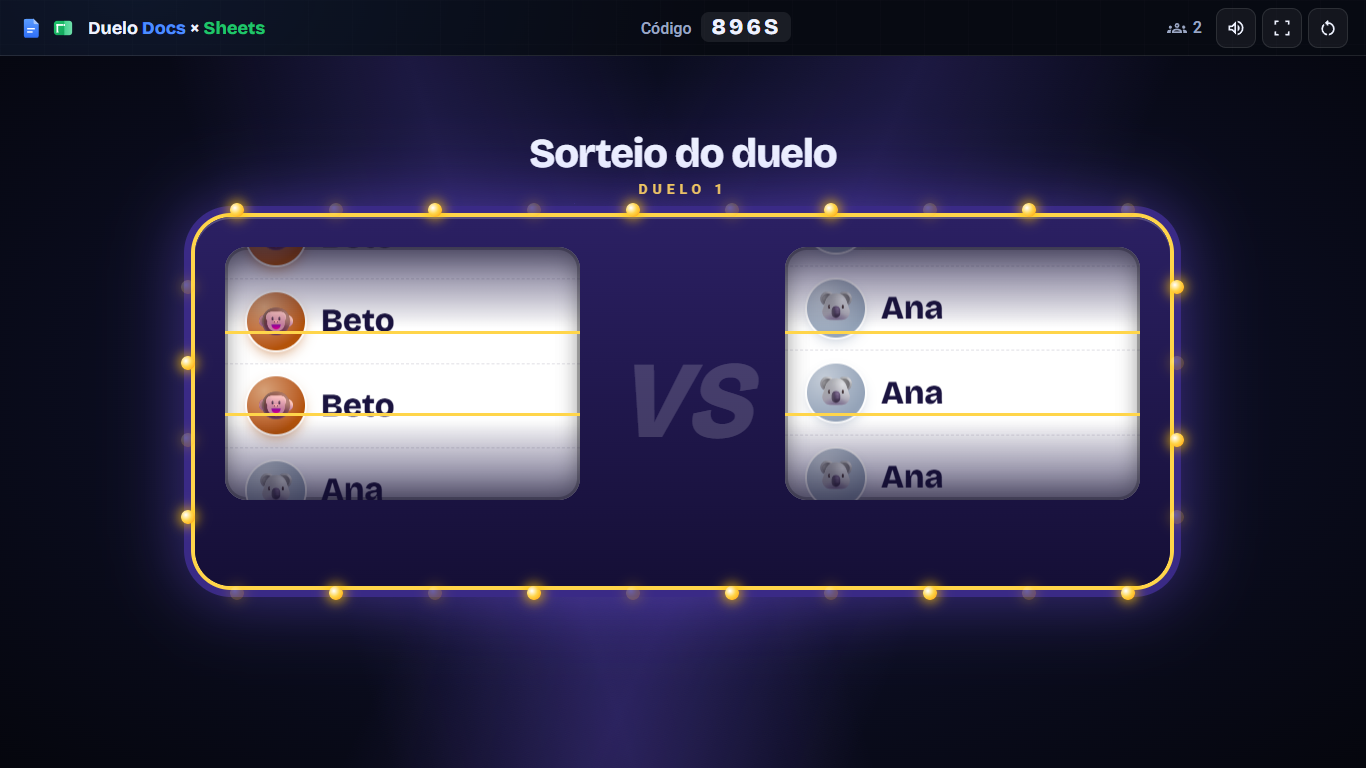 Duelo Docs × Sheets
Código 896S
2
Sorteio do duelo
DUELO 1
Beto
Beto
Ana
VS
Ana
Ana
Ana